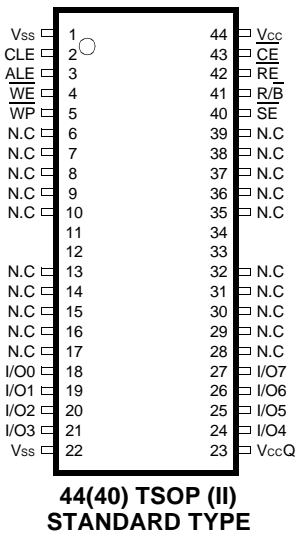 Vss 1 44 Vcc
CLE 2 43 CE
ALE 3 42 RE
WE 4 41 R/B
WP 5 40 SE
N.C 6 39 N.C
N.C 7 38 N.C
N.C 8 37 N.C
N.C 9 36 N.C
N.C 10 35 N.C
11 34
12 33
N.C 13 32 N.C
N.C 14 31 N.C
N.C 15 30 N.C
N.C 16 29 N.C
N.C 17 28 N.C
I/O0 18 27 I/O7
I/O1 19 26 I/O6
I/O2 20 25 I/O5
I/O3 21 24 I/O4
Vss 22 23 VccQ
44(40) TSOP (II)
STANDARD TYPE